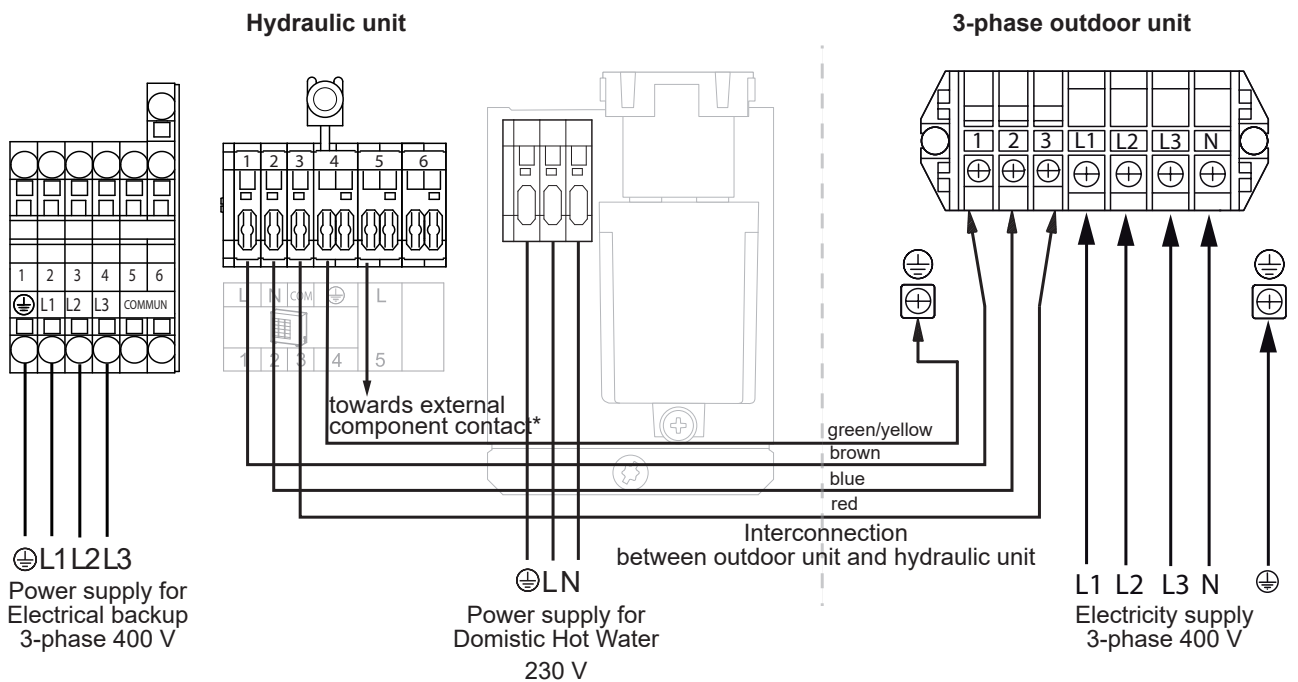 Hydraulic unit
3-phase outdoor unit
1 2 3 4 5 6
1 2 3 L1 L2 L3 N
1 2 3 4 5 6
L1 L2 L3 COMMUN
L N COM L
1 2 3 4 5
towards external
component contact*
green/yellow
brown
blue
red
Interconnection
between outdoor unit and hydraulic unit
L1 L2 L3
Power supply for
Electrical backup
3-phase 400 V
L N
Power supply for
Domistic Hot Water
230 V
L1 L2 L3 N
Electricity supply
3-phase 400 V